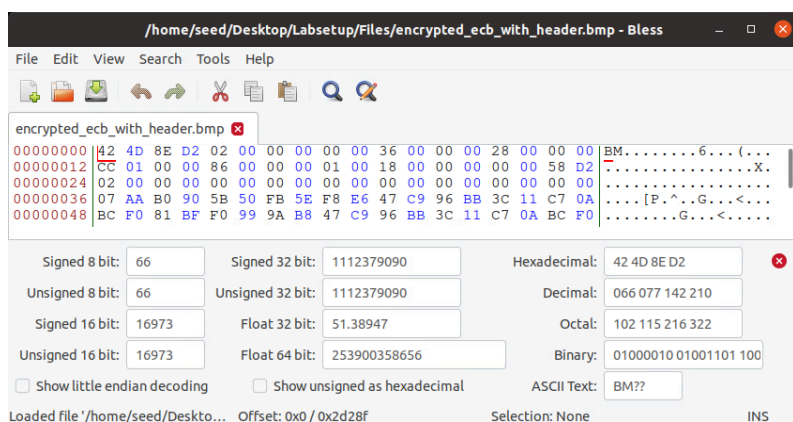 /home/seed/Desktop/Labsetup/Files/encrypted_ecb_with_header.bmp - Bless
File Edit View Search Tools Help
encrypted_ecb_with_header.bmp
00000000 42 4D 8E D2 02 00 00 00 00 00 36 00 00 00 28 00 00 00 BM........6...(...
00000012 CC 01 00 00 86 00 00 00 01 00 18 00 00 00 00 00 58 D2 ................X.
00000024 02 00 00 00 00 00 00 00 00 00 00 00 00 00 00 00 00 00 ..................
00000036 07 AA B0 90 5B 50 FB 5E F8 E6 47 C9 96 BB 3C 11 C7 0A ....[P.^..G...<...
00000048 BC F0 81 BF F0 99 9A B8 47 C9 96 BB 3C 11 C7 0A BC F0 ........G...<.....
Signed 8 bit: 66 Signed 32 bit: 1112379090 Hexadecimal: 42 4D 8E D2
Unsigned 8 bit: 66 Unsigned 32 bit: 1112379090 Decimal: 066 077 142 210
Signed 16 bit: 16973 Float 32 bit: 51.38947 Octal: 102 115 216 322
Unsigned 16 bit: 16973 Float 64 bit: 253900358656 Binary: 01000010 01001101 100
Show little endian decoding Show unsigned as hexadecimal ASCII Text: BM??
Loaded file '/home/seed/Deskto... Offset: 0x0 / 0x2d28f Selection: None INS